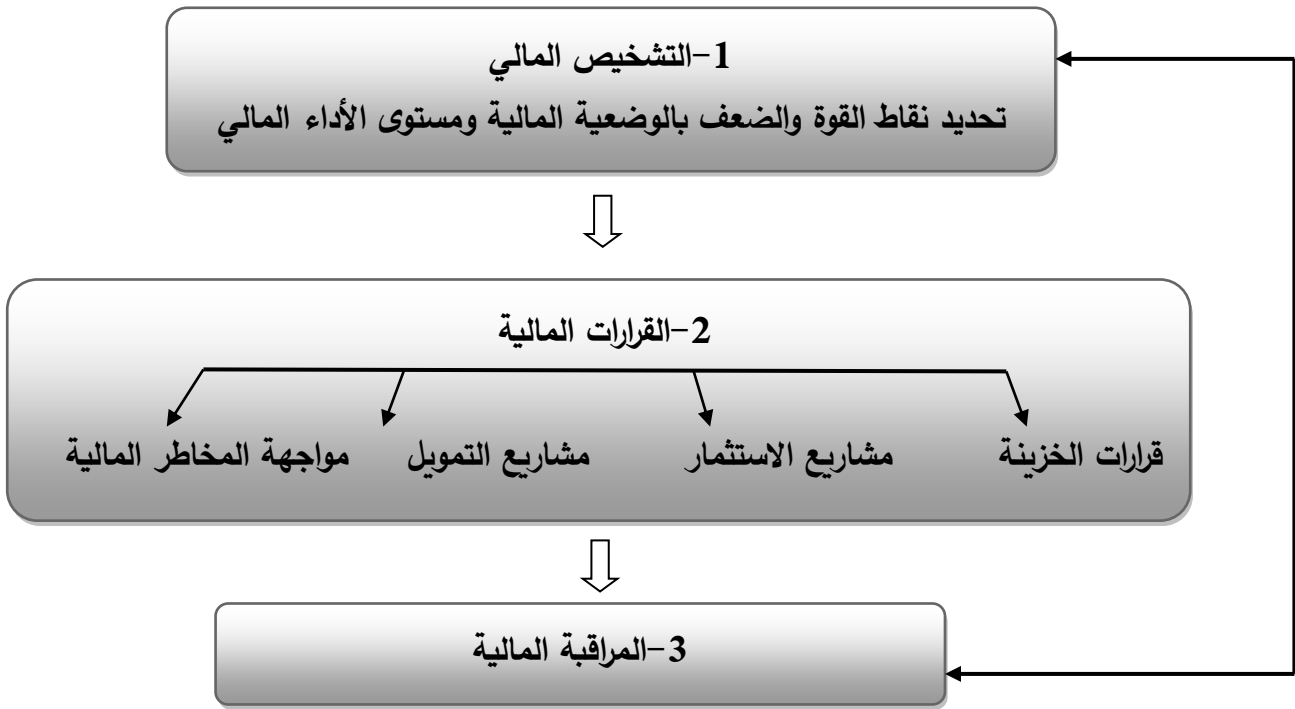 1-التشخيص المالي
تحديد نقاط القوة والضعف بالوضعية المالية ومستوى الأداء المالي
2-القرارات المالية
قرارات الخزينة
مشاريع الاستثمار
مشاريع التمويل
مواجهة المخاطر المالية
3-المراقبة المالية